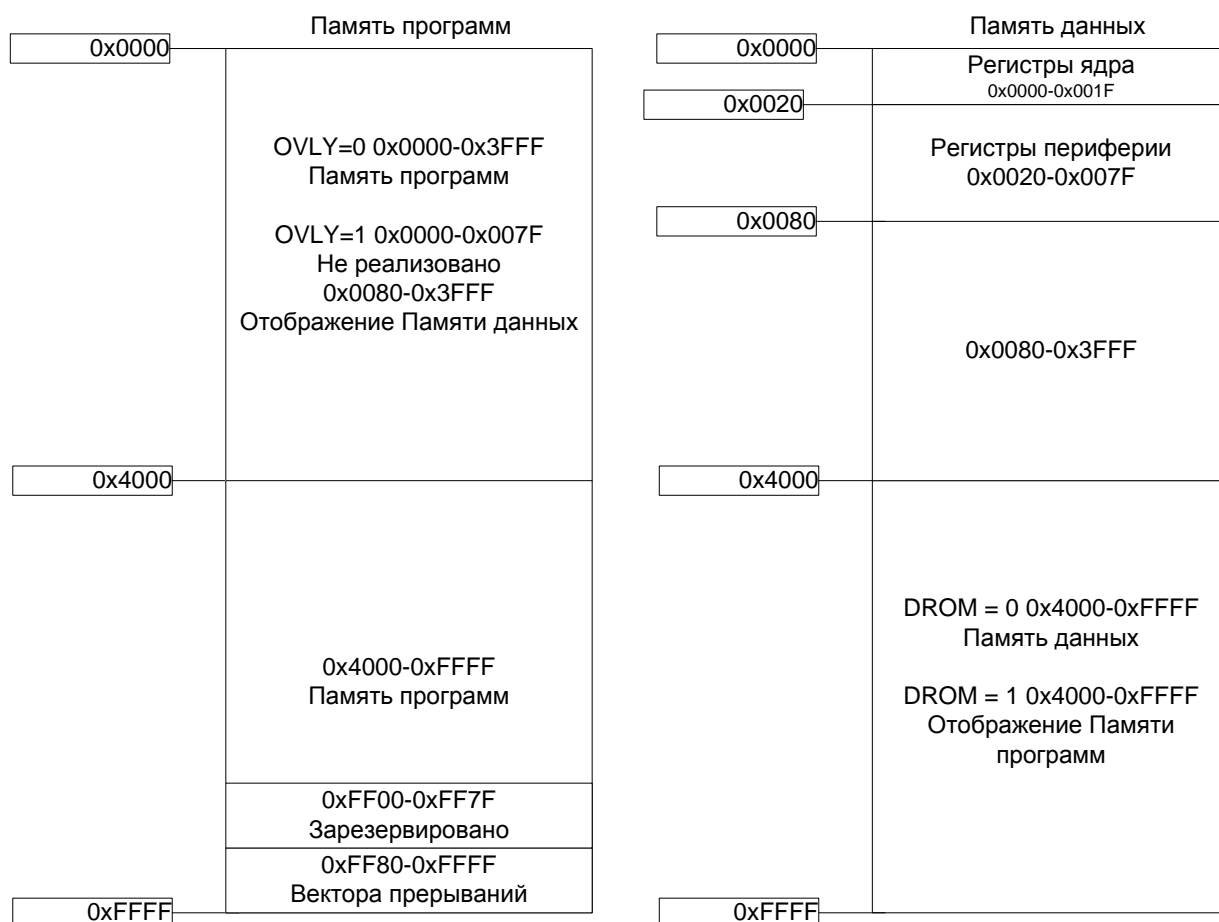 Память программ
0x0000
OVLY=0 0x0000-0x3FFF
Память программ
OVLY=1 0x0000-0x007F
Не реализовано
0x0080-0x3FFF
Отображение Памяти данных
0x4000
0x4000-0xFFFF
Память программ
0xFF00-0xFF7F
Зарезервировано
0xFF80-0xFFFF
Вектора прерываний
0xFFFF
Память данных
0x0000
Регистры ядра
0x0000-0x001F
0x0020
Регистры периферии
0x0020-0x007F
0x0080
0x0080-0x3FFF
0x4000
DROM = 0 0x4000-0xFFFF
Память данных
DROM = 1 0x4000-0xFFFF
Отображение Памяти
программ
0xFFFF